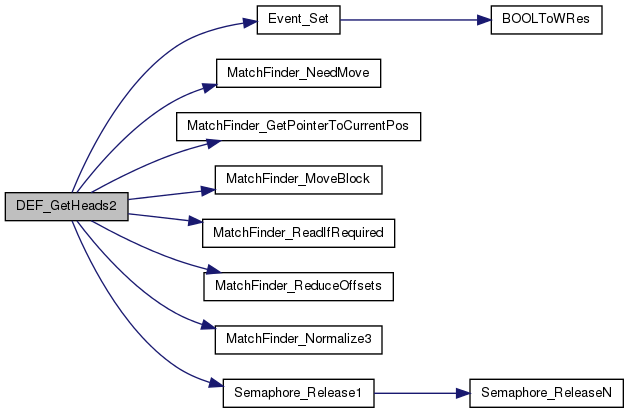 Event_Set
BOOLToWRes
MatchFinder_NeedMove
MatchFinder_GetPointerToCurrentPos
MatchFinder_MoveBlock
DEF_GetHeads2
MatchFinder_ReadIfRequired
MatchFinder_ReduceOffsets
MatchFinder_Normalize3
Semaphore_Release1
Semaphore_ReleaseN